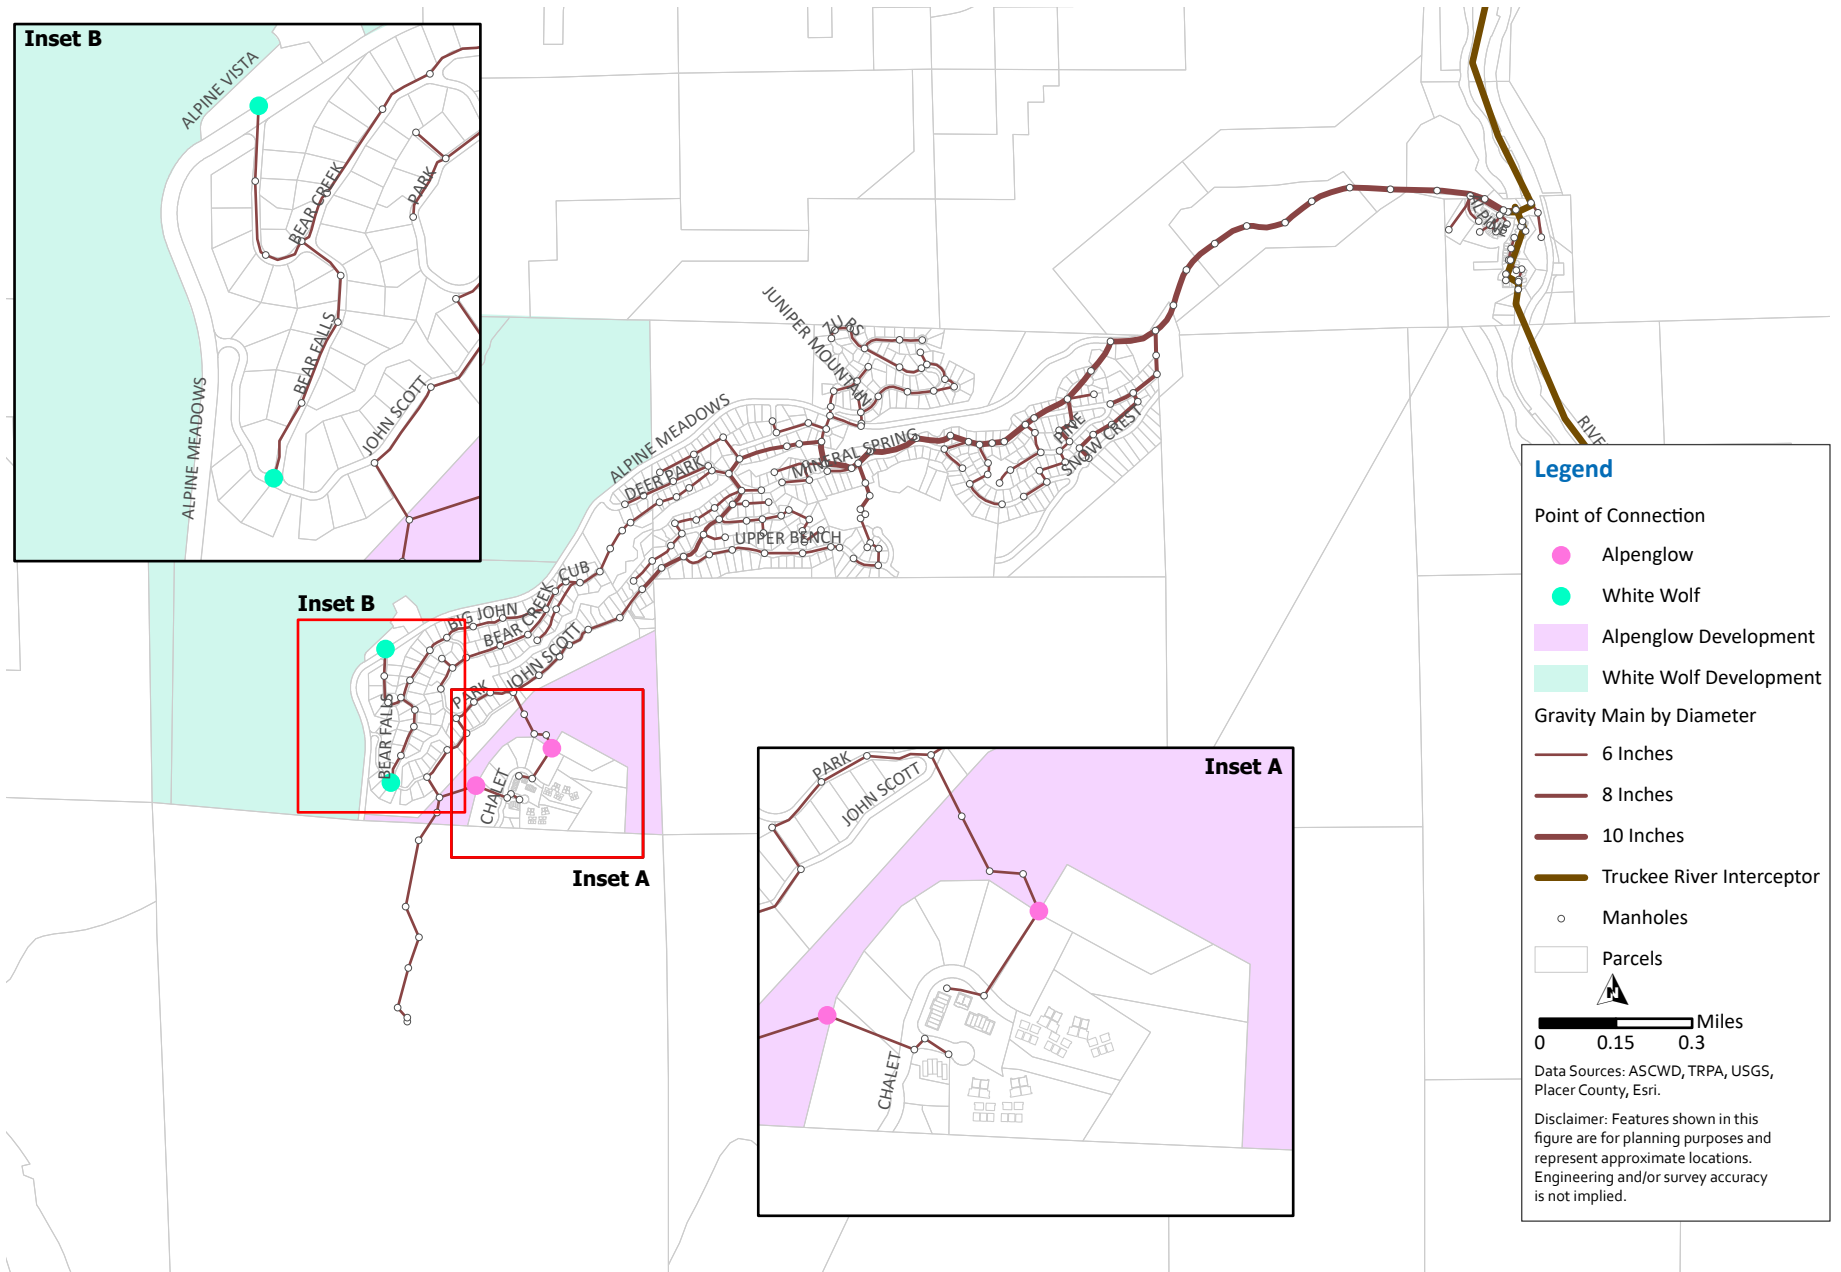 Inset B
ALPINE VISTA
BEAR CREEK
PARK
BEAR FALLS
ALPINE MEADOWS
JOHN SCOTT
ALPINE
JUNIPER MOUNTAIN
ZURS
ALPINE MEADOWS
DEER PARK
MINERAL SPRING
PINE
SNOW CREST
UPPER BENCH
RIVE
Inset B
BIG JOHN
BEAR CREEK
CUB
JOHN SCOTT
PARK
BEAR FALLS
CHALET
Inset A
Inset A
PARK
JOHN SCOTT
CHALET
Legend
Point of Connection
Alpenglow
White Wolf
Alpenglow Development
White Wolf Development
Gravity Main by Diameter
6 Inches
8 Inches
10 Inches
Truckee River Interceptor
Manholes
Parcels
N
Miles
0 0.15 0.3
Data Sources: ASCWD, TRPA, USGS,
Placer County, Esri.
Disclaimer: Features shown in this
figure are for planning purposes and
represent approximate locations.
Engineering and/or survey accuracy
is not implied.